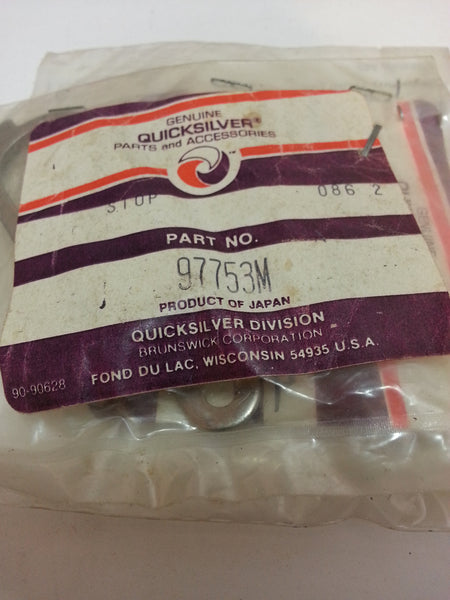 GENUINE
QUICKSILVER®
PARTS and ACCESSORIES
STOP 086 2
PART NO.
97753M
PRODUCT OF JAPAN
QUICKSILVER DIVISION
BRUNSWICK CORPORATION
FOND DU LAC, WISCONSIN 54935 U.S.A.
90-90628